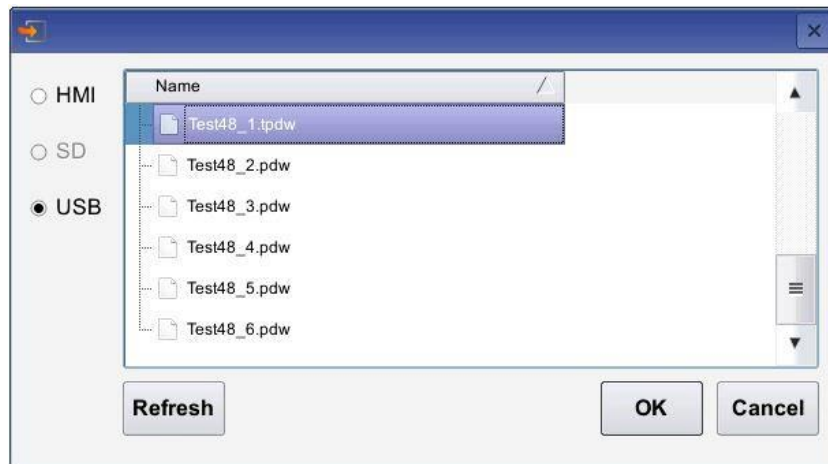 Name
HMI
Test48_1.tpdw
SD
Test48_2.pdw
USB
Test48_3.pdw
Test48_4.pdw
Test48_5.pdw
Test48_6.pdw
Refresh
OK
Cancel